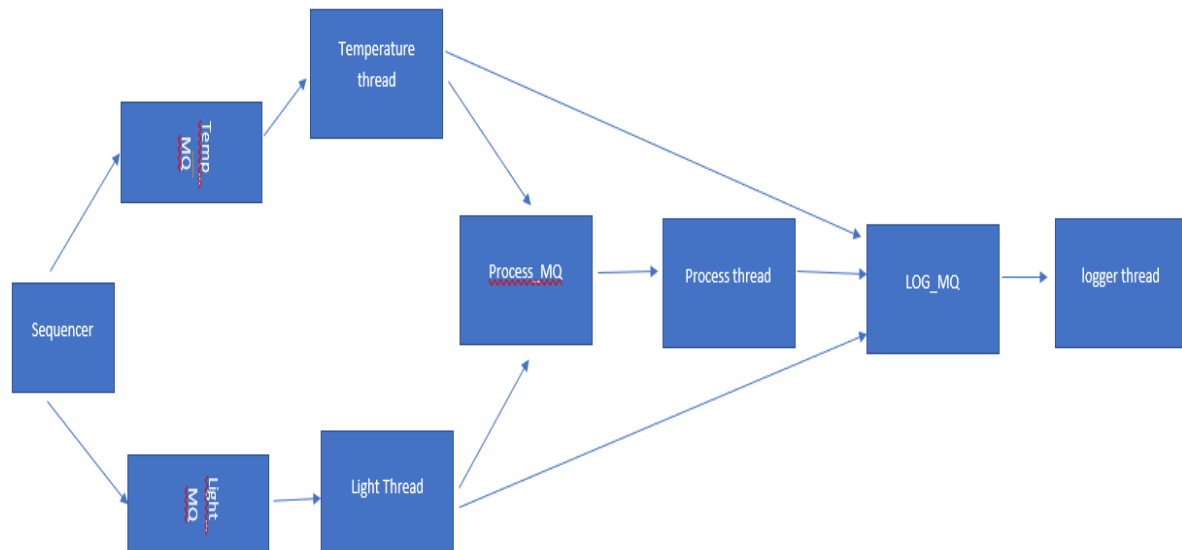 Temperature
thread
Temp
MQ
Sequencer
Process_MQ
Process thread
LOG_MQ
logger thread
Light
MQ
Light Thread